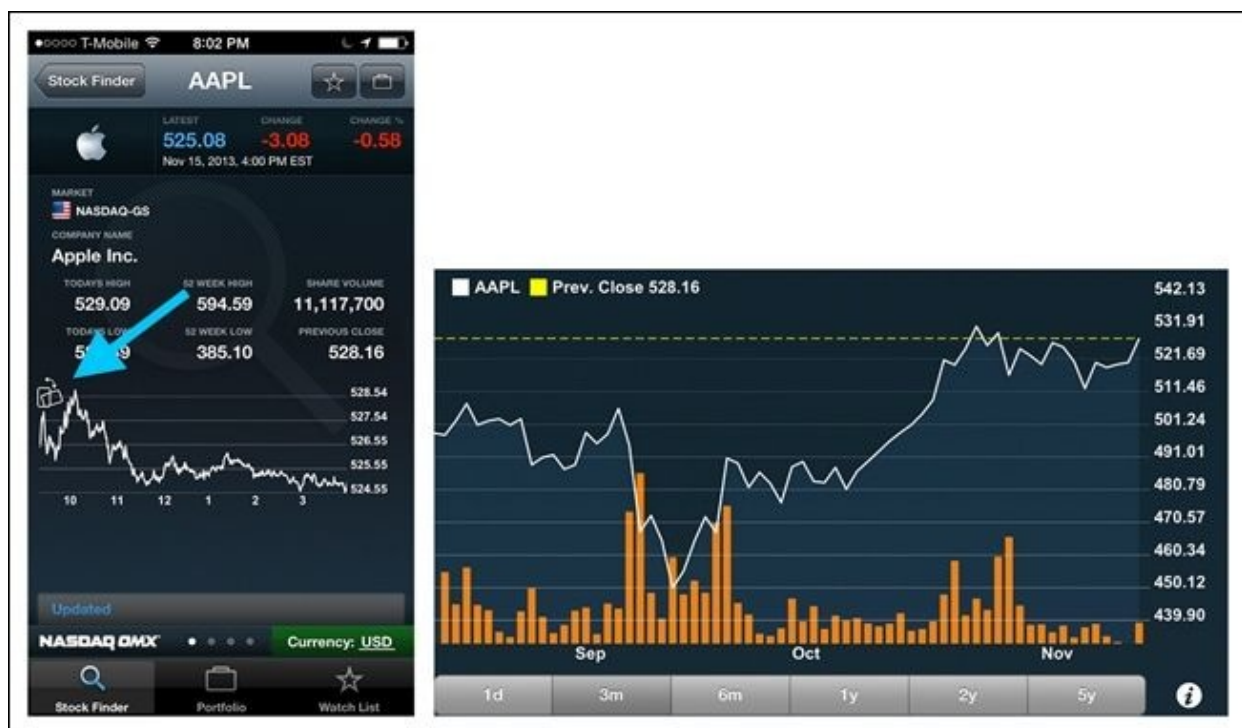 T-Mobile 8:02 PM
Stock Finder AAPL
LATEST CHANGE CHANGE %
525.08 -3.08 -0.58
Nov 15, 2013, 4:00 PM EST
MARKET
NASDAQ-GS
COMPANY NAME
Apple Inc.
TODAYS HIGH 52 WEEK HIGH SHARE VOLUME
529.09 594.59 11,117,700
TODAYS LOW 52 WEEK LOW PREVIOUS CLOSE
385.10 528.16
528.54
527.54
526.55
525.55
524.55
10 11 12 1 2 3
Updated
NASDAQ OMX Currency: USD
Stock Finder Portfolio Watch List
AAPL Prev. Close 528.16
542.13
531.91
521.69
511.46
501.24
491.01
480.79
470.57
460.34
450.12
439.90
Sep Oct Nov
1d 3m 6m 1y 2y 5y